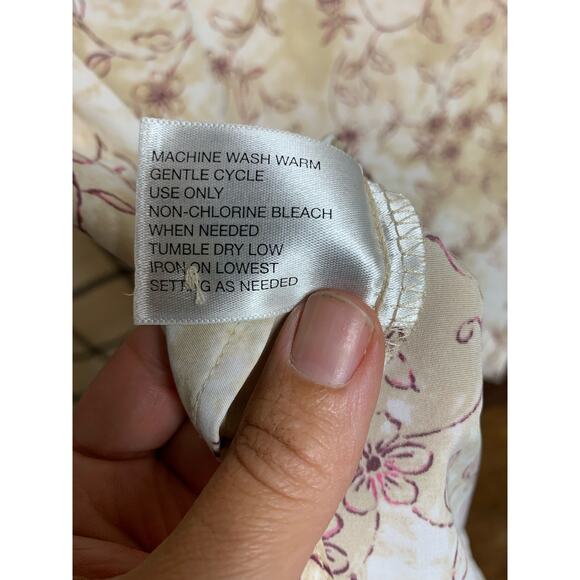 MACHINE WASH WARM
GENTLE CYCLE
USE ONLY
NON-CHLORINE BLEACH
WHEN NEEDED
TUMBLE DRY LOW
IRON ON LOWEST
SETTING AS NEEDED